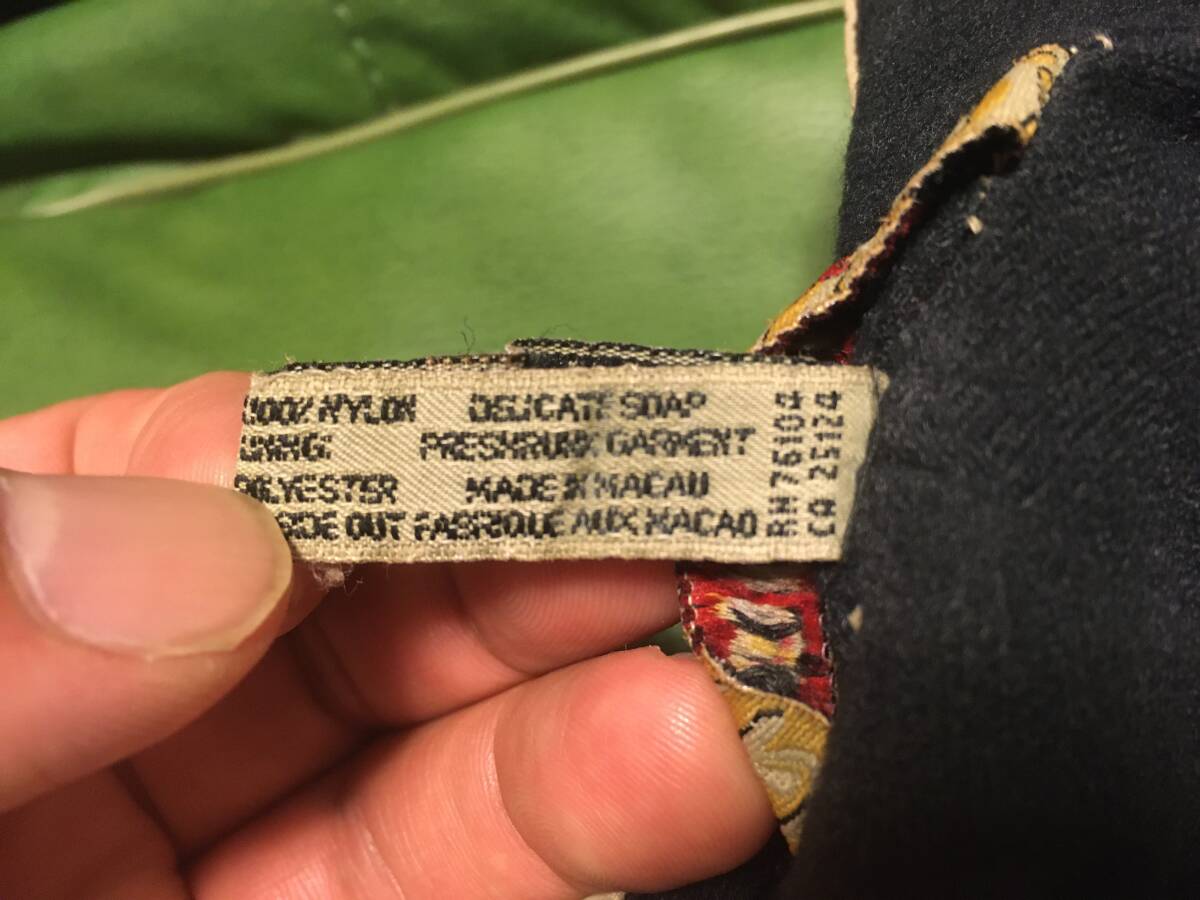 100% NYLON DELICATE SOAP
LINING: PRESHRUNK GARMENT
POLYESTER MADE IN MACAU
SIDE OUT FABRIQUE AUX MACAO
RN 76104
CA 25124